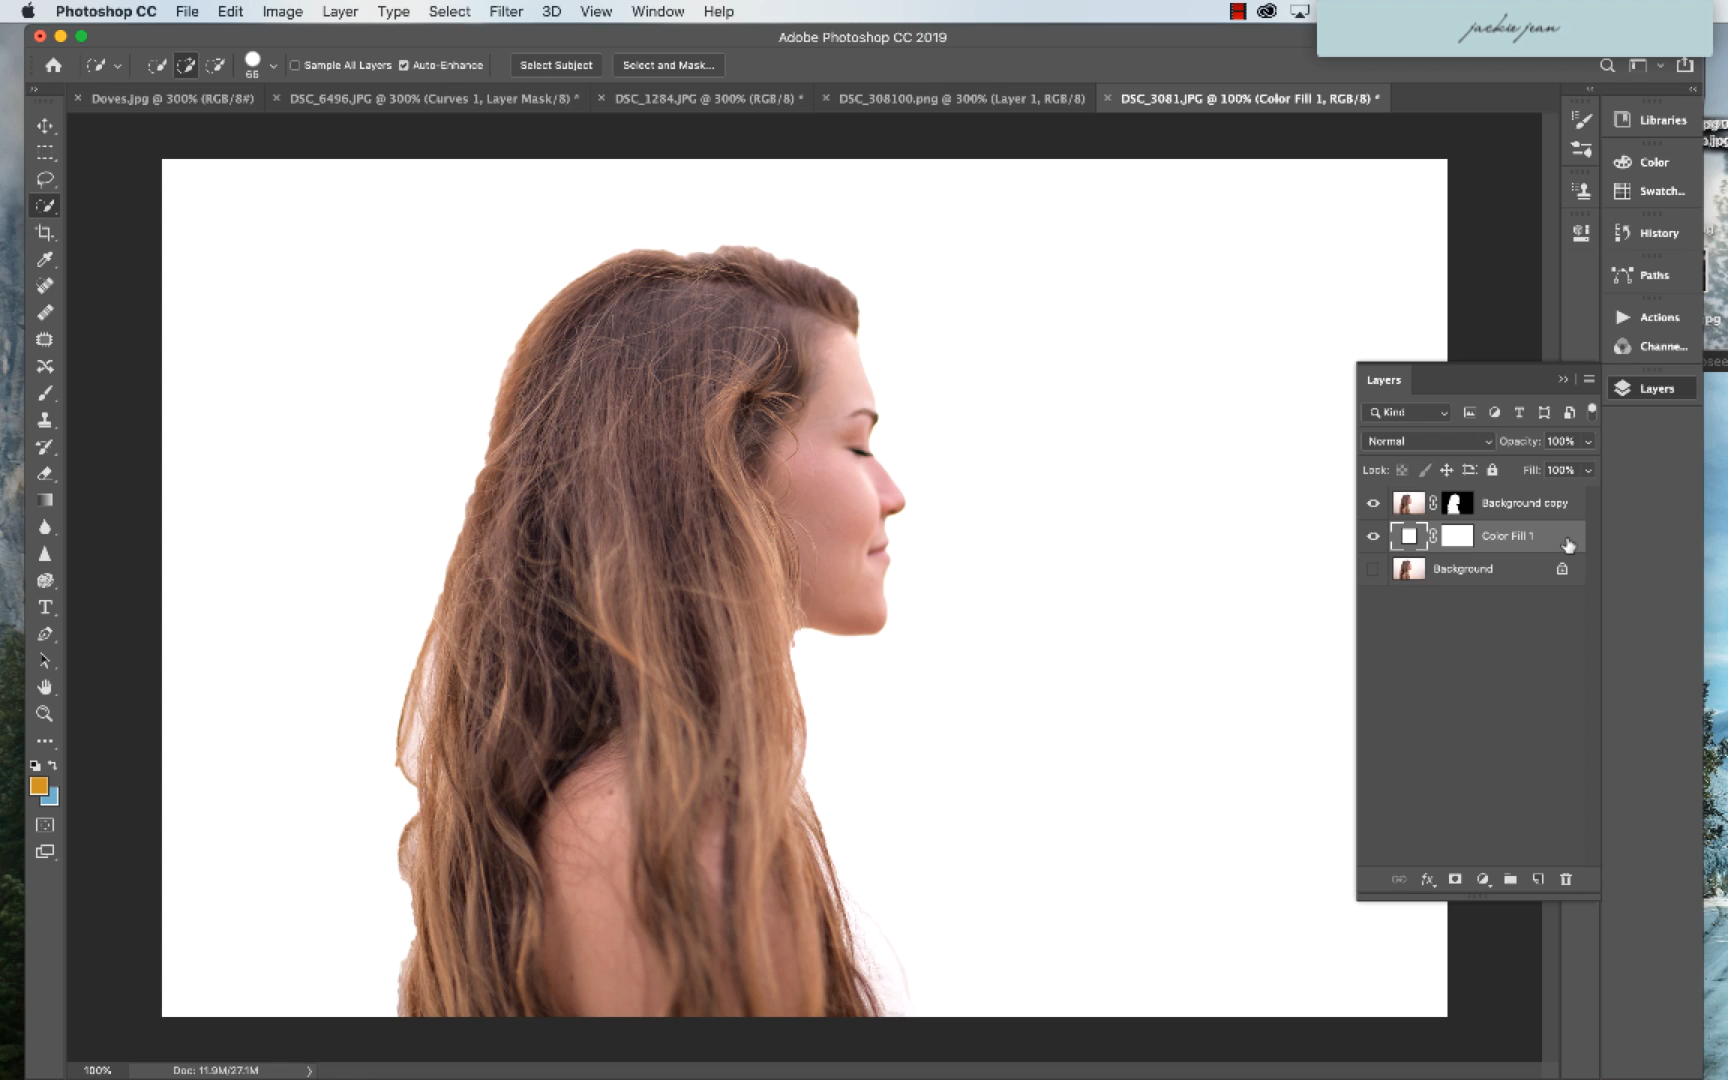 Photoshop CC File Edit Image Layer Type Select Filter 3D View Window Help
jackie jean
Adobe Photoshop CC 2019
66
Sample All Layers
Auto-Enhance
Select Subject
Select and Mask...
Doves.jpg @ 300% (RGB/8#)
DSC_6496.JPG @ 300% (Curves 1, Layer Mask/8) *
DSC_1284.JPG @ 300% (RGB/8) *
DSC_308100.png @ 300% (Layer 1, RGB/8)
DSC_3081.JPG @ 100% (Color Fill 1, RGB/8) *
Libraries
Color
Swatch...
History
Paths
Actions
Channe...
Layers
Layers
Kind
Normal
Opacity: 100%
Lock:
Fill: 100%
Background copy
Color Fill 1
Background
fx
100%
Doc: 11.9M/27.1M